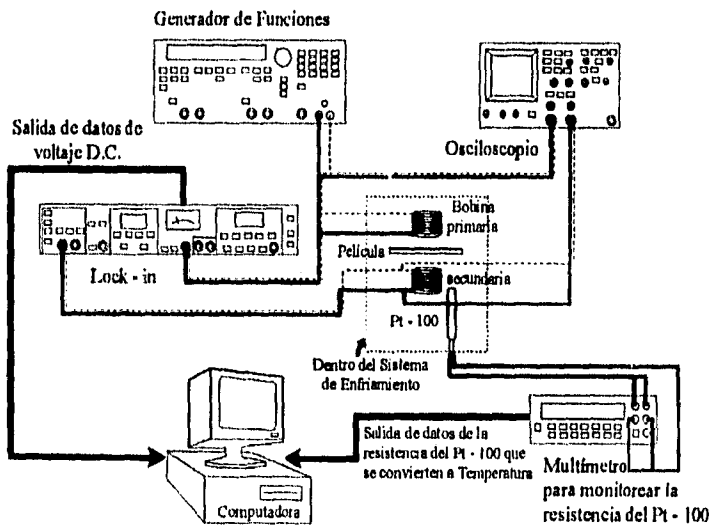 Generador de Funciones
Salida de datos de
voltaje D.C.
Osciloscopio
Lock - in
Bobina
primaria
Película
secundaria
Pt - 100
Dentro del Sistema
de Enfriamiento
Salida de datos de la
resistencia del Pt - 100 que
se convierten a Temperatura
Computadora
Multímetro
para monitorear la
resistencia del Pt - 100